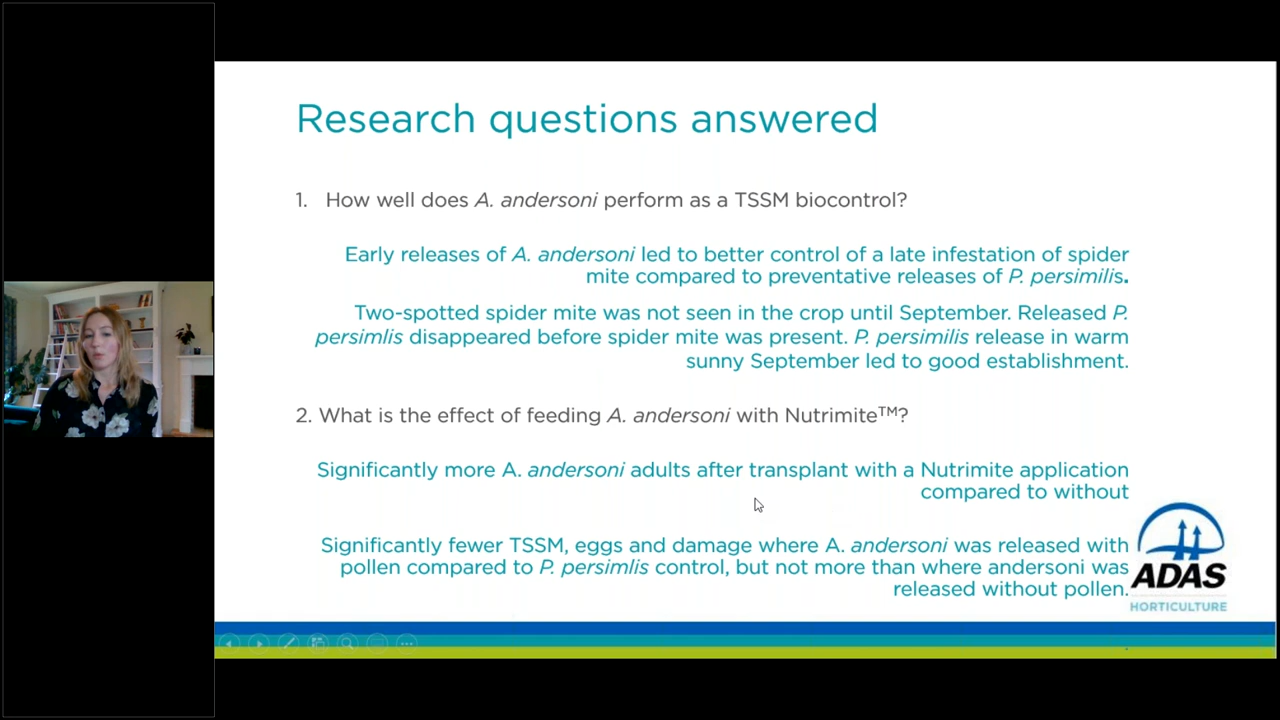 Research questions answered
1. How well does A. andersoni perform as a TSSM biocontrol?
Early releases of A. andersoni led to better control of a late infestation of spider
mite compared to preventative releases of P. persimilis.
Two-spotted spider mite was not seen in the crop until September. Released P.
persimlis disappeared before spider mite was present. P. persimilis release in warm
sunny September led to good establishment.
2. What is the effect of feeding A. andersoni with Nutrimite™?
Significantly more A. andersoni adults after transplant with a Nutrimite application
compared to without
Significantly fewer TSSM, eggs and damage where A. andersoni was released with
pollen compared to P. persimlis control, but not more than where andersoni was
released without pollen.
ADAS
HORTICULTURE